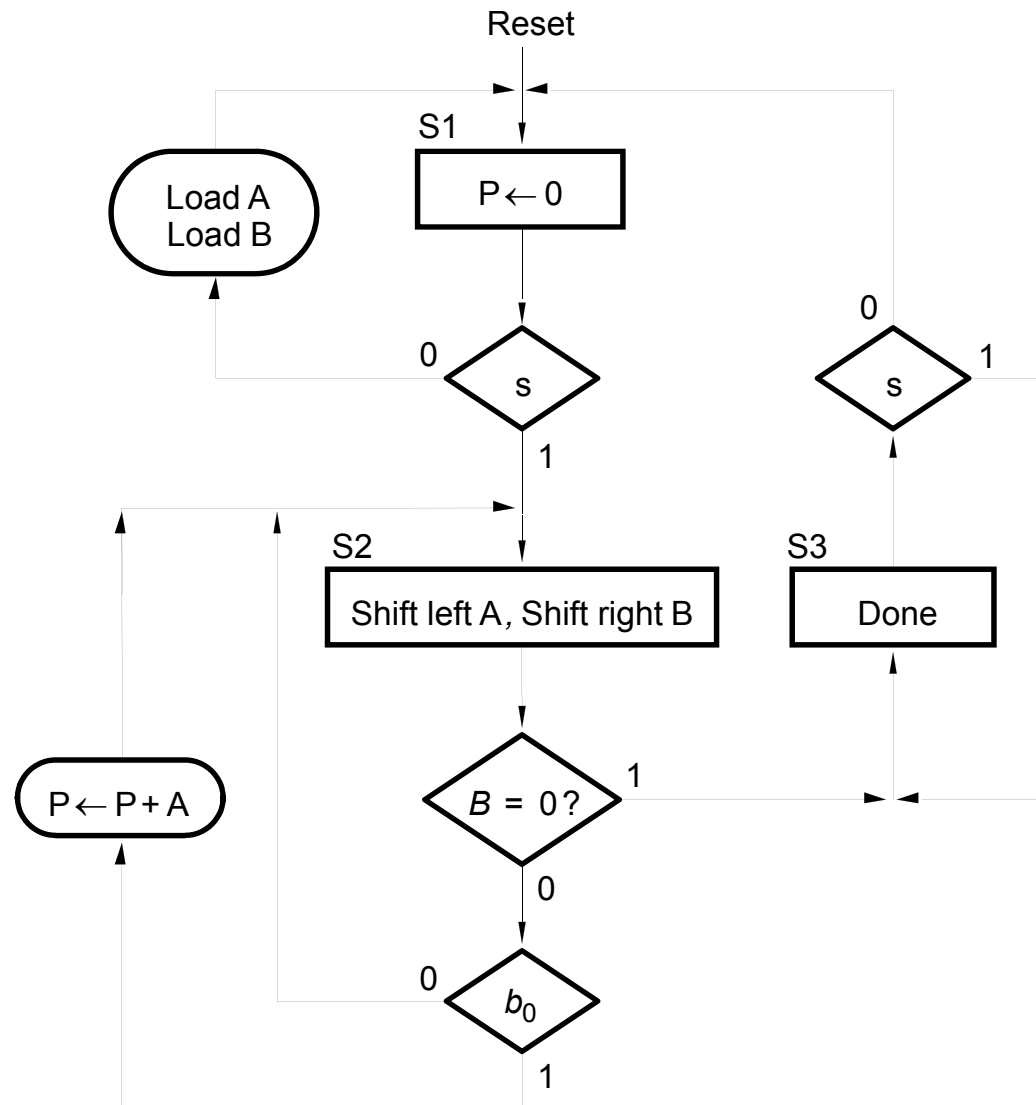 Reset
S1
P ← 0
Load A
Load B
0
s
1
0
s
1
S2
Shift left A, Shift right B
S3
Done
P ← P + A
B = 0 ?
1
0
0
b₀
1